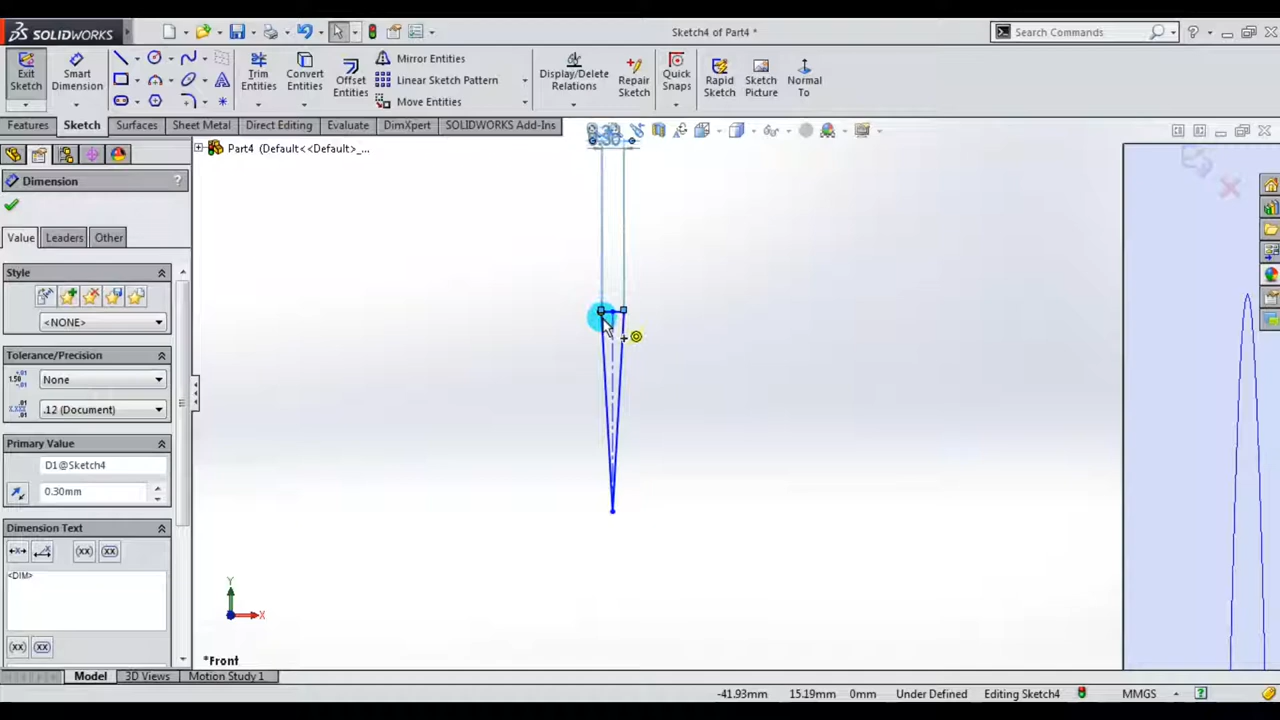 SOLIDWORKS
Sketch4 of Part4 *
Search Commands
Exit Sketch
Smart Dimension
Trim Entities
Convert Entities
Offset Entities
Mirror Entities
Linear Sketch Pattern
Move Entities
Display/Delete Relations
Repair Sketch
Quick Snaps
Rapid Sketch
Sketch Picture
Normal To
Features
Sketch
Surfaces
Sheet Metal
Direct Editing
Evaluate
DimXpert
SOLIDWORKS Add-Ins
Part4 (Default<<Default>_...
Dimension
?
Value
Leaders
Other
Style
<NONE>
Tolerance/Precision
None
.12 (Document)
Primary Value
D1@Sketch4
0.30mm
Dimension Text
<DIM>
Y
X
*Front
Model
3D Views
Motion Study 1
-41.93mm
15.19mm
0mm
Under Defined
Editing Sketch4
MMGS